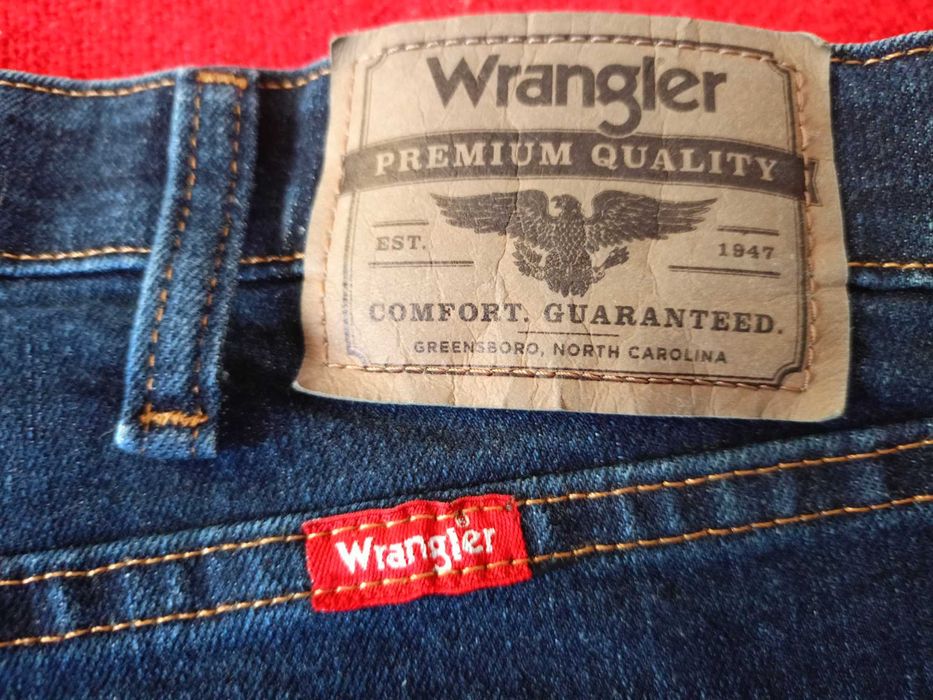 Wrangler
PREMIUM QUALITY
EST. 1947
COMFORT. GUARANTEED.
GREENSBORO, NORTH CAROLINA
Wrangler